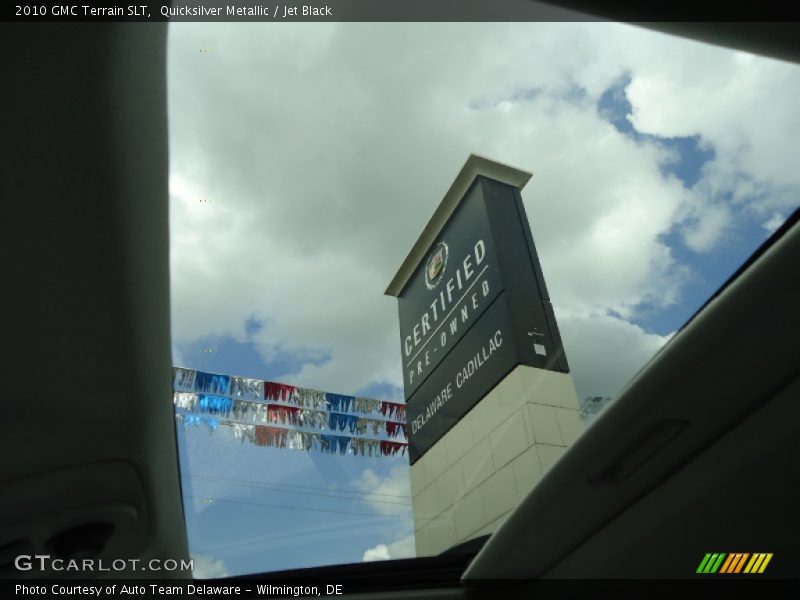 2010 GMC Terrain SLT,  Quicksilver Metallic / Jet Black
CERTIFIED
PRE-OWNED
DELAWARE CADILLAC
GTCARLOT.COM
Photo Courtesy of Auto Team Delaware - Wilmington, DE